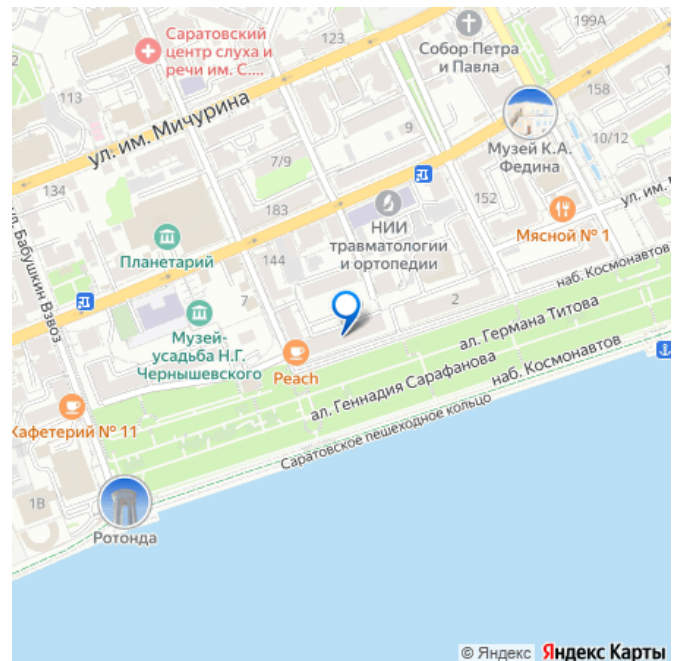 199А
Саратовский
центр слуха и
речи им. С....
123
Собор Петра
и Павла
113
158
ул. им. Мичурина
9
10/12
Музей К.А.
Федина
7/9
134
152
183
НИИ
травматологии
и ортопедии
ул. им. М
Мясной № 1
ул. Бабушкин Взвоз
Планетарий
144
наб. Космонавтов
7
2
ал. Германа Титова
Музей-
усадьба Н.Г.
Чернышевского
Peach
наб. Космонавтов
ал. Геннадия Сарафанова
Кафетерий № 11
Саратовское пешеходное кольцо
1В
Ротонда
© Яндекс Яндекс Карты